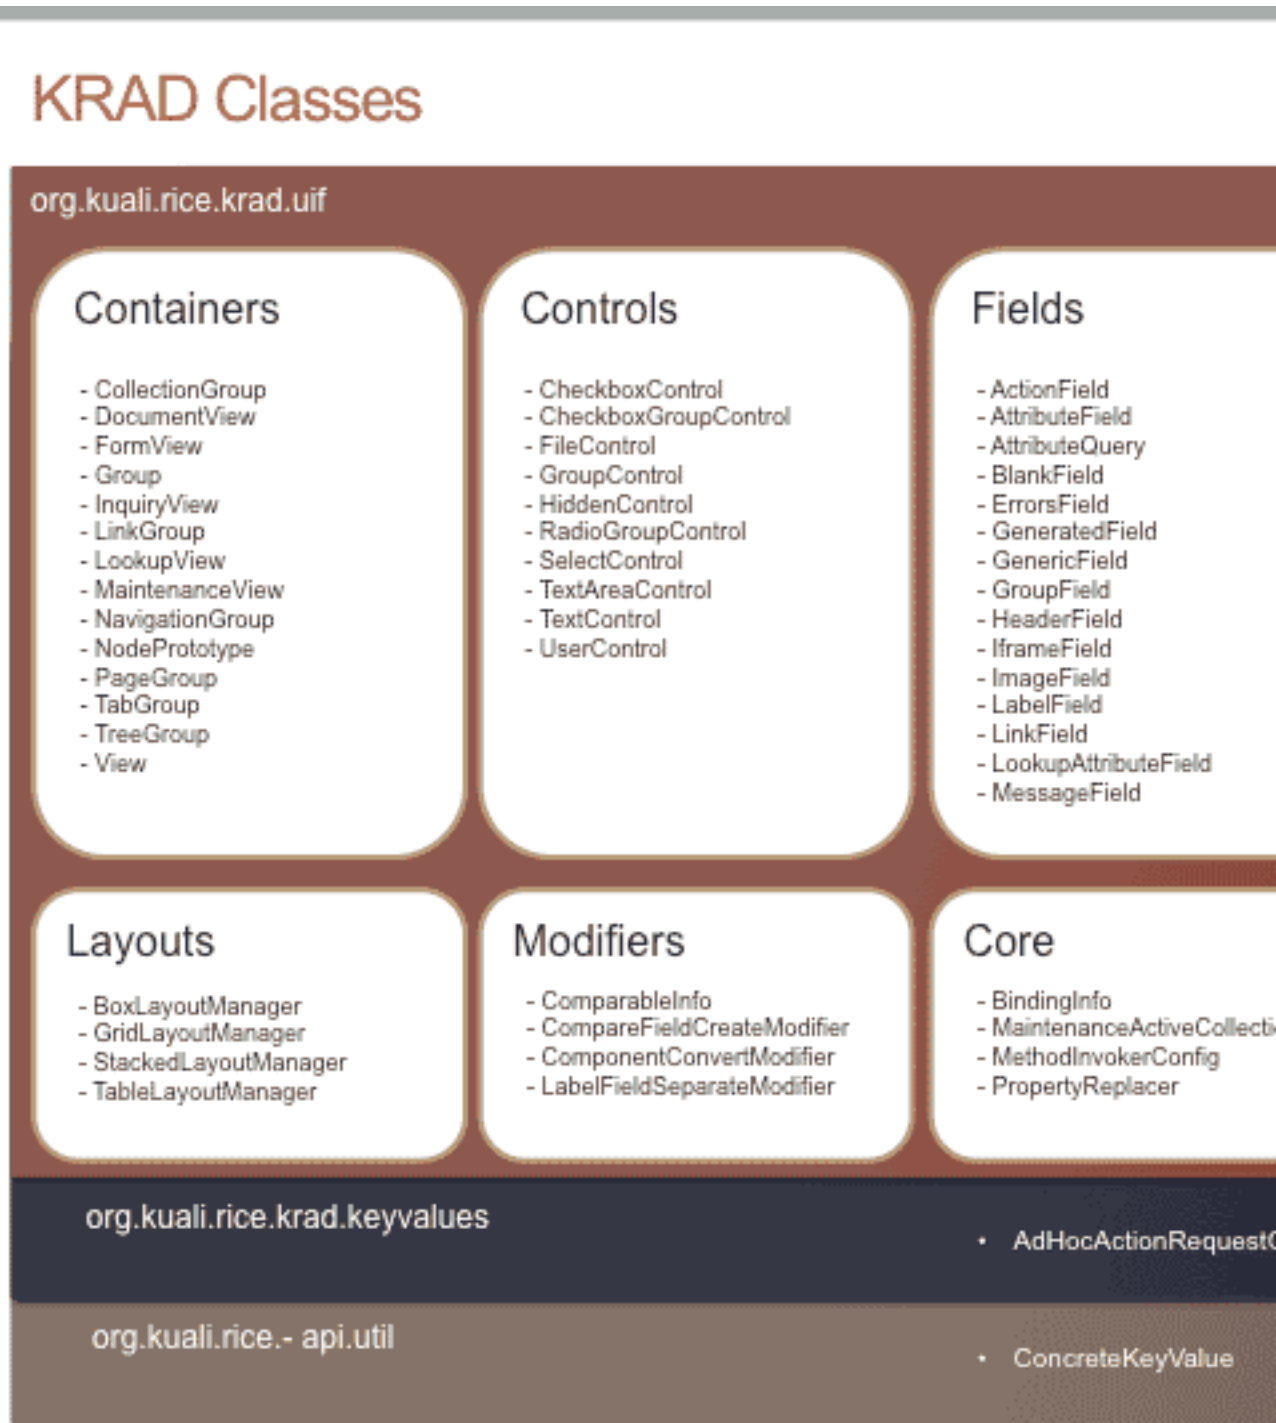 KRAD Classes
org.kuali.rice.krad.uif
Containers
- CollectionGroup
- DocumentView
- FormView
- Group
- InquiryView
- LinkGroup
- LookupView
- MaintenanceView
- NavigationGroup
- NodePrototype
- PageGroup
- TabGroup
- TreeGroup
- View
Controls
- CheckboxControl
- CheckboxGroupControl
- FileControl
- GroupControl
- HiddenControl
- RadioGroupControl
- SelectControl
- TextAreaControl
- TextControl
- UserControl
Fields
- ActionField
- AttributeField
- AttributeQuery
- BlankField
- ErrorsField
- GeneratedField
- GenericField
- GroupField
- HeaderField
- IframeField
- ImageField
- LabelField
- LinkField
- LookupAttributeField
- MessageField
Layouts
- BoxLayoutManager
- GridLayoutManager
- StackedLayoutManager
- TableLayoutManager
Modifiers
- ComparableInfo
- CompareFieldCreateModifier
- ComponentConvertModifier
- LabelFieldSeparateModifier
Core
- BindingInfo
- MaintenanceActiveCollecti
- MethodInvokerConfig
- PropertyReplacer
org.kuali.rice.krad.keyvalues
• AdHocActionRequest
org.kuali.rice.- api.util
• ConcreteKeyValue